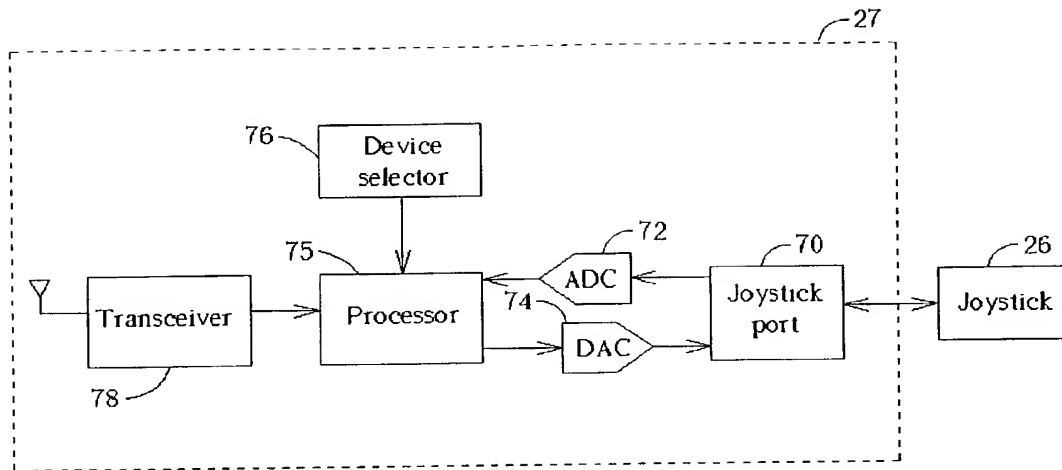 27
76
Device
selector
75
72
70
26
ADC
Transceiver
Processor
74
Joystick
port
Joystick
DAC
78